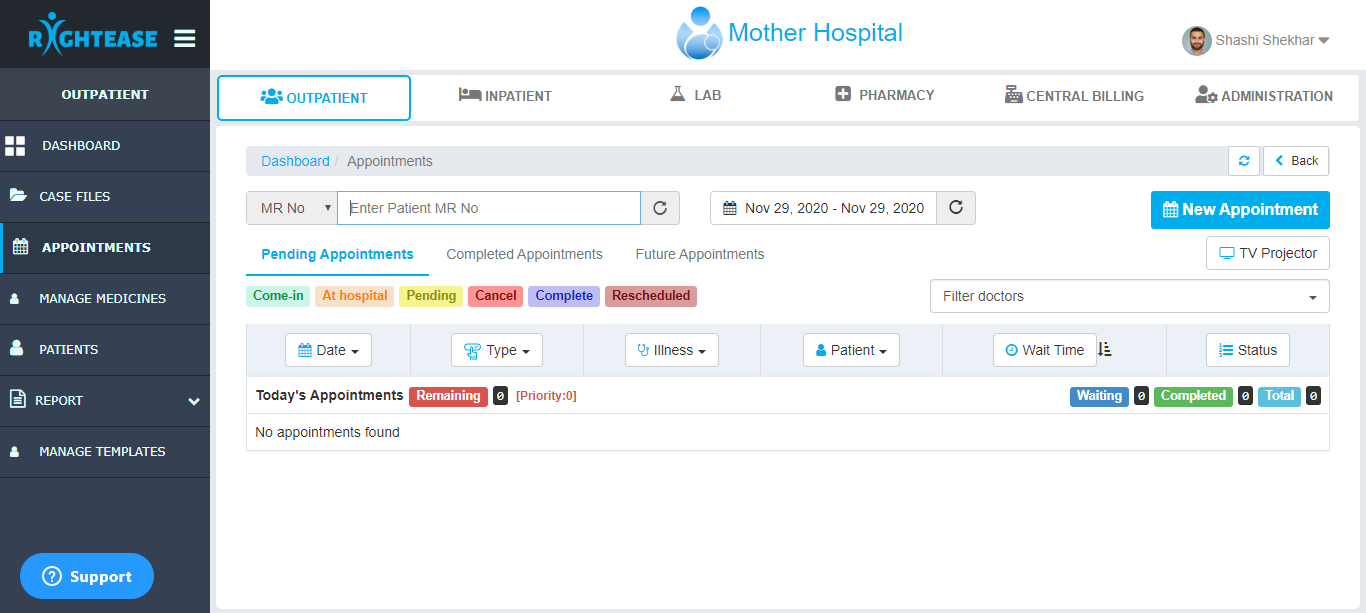 RIGHTEASE
Mother Hospital
Shashi Shekhar
OUTPATIENT
OUTPATIENT
INPATIENT
LAB
PHARMACY
CENTRAL BILLING
ADMINISTRATION
DASHBOARD
CASE FILES
APPOINTMENTS
MANAGE MEDICINES
PATIENTS
REPORT
MANAGE TEMPLATES
Support
Dashboard / Appointments
Back
MR No
Enter Patient MR No
Nov 29, 2020 - Nov 29, 2020
New Appointment
Pending Appointments
Completed Appointments
Future Appointments
TV Projector
Come-in
At hospital
Pending
Cancel
Complete
Rescheduled
Filter doctors
Date
Type
Illness
Patient
Wait Time
Status
Today's Appointments Remaining 0 [Priority:0]
Waiting 0 Completed 0 Total 0
No appointments found